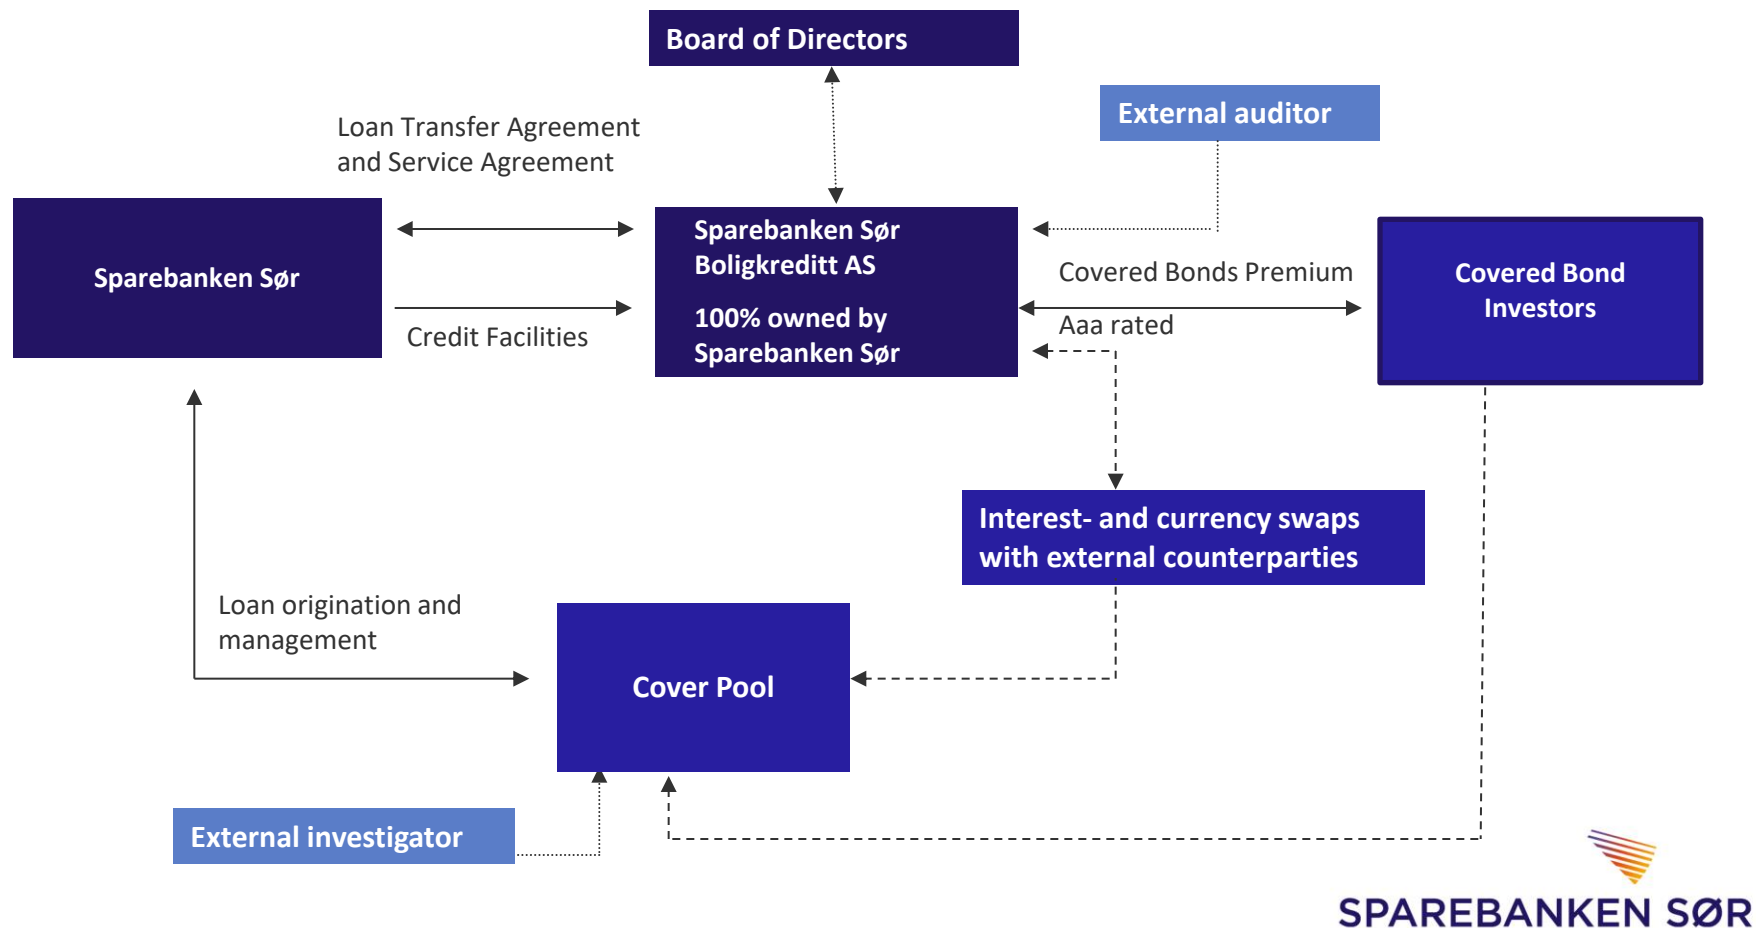 Board of Directors
External auditor
Loan Transfer Agreement
and Service Agreement
Sparebanken Sør
Sparebanken Sør
Boligkreditt AS
100% owned by
Sparebanken Sør
Credit Facilities
Covered Bonds Premium
Aaa rated
Covered Bond
Investors
Interest- and currency swaps
with external counterparties
Loan origination and
management
Cover Pool
External investigator
SPAREBANKEN SØR